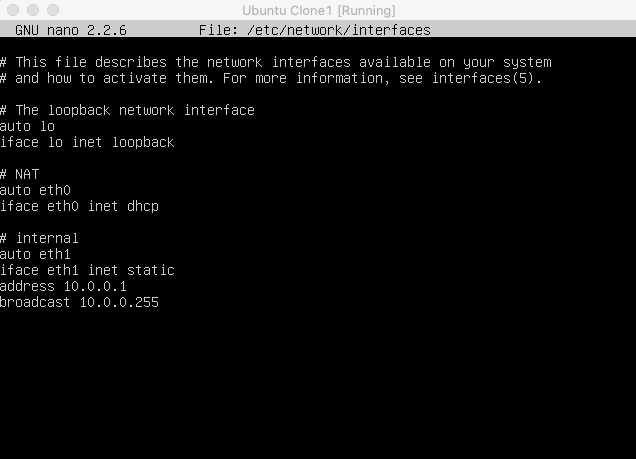 Ubuntu Clone1 [Running]
GNU nano 2.2.6 File: /etc/network/interfaces
# This file describes the network interfaces available on your system
# and how to activate them. For more information, see interfaces(5).
# The loopback network interface
auto lo
iface lo inet loopback
# NAT
auto eth0
iface eth0 inet dhcp
# internal
auto eth1
iface eth1 inet static
address 10.0.0.1
broadcast 10.0.0.255